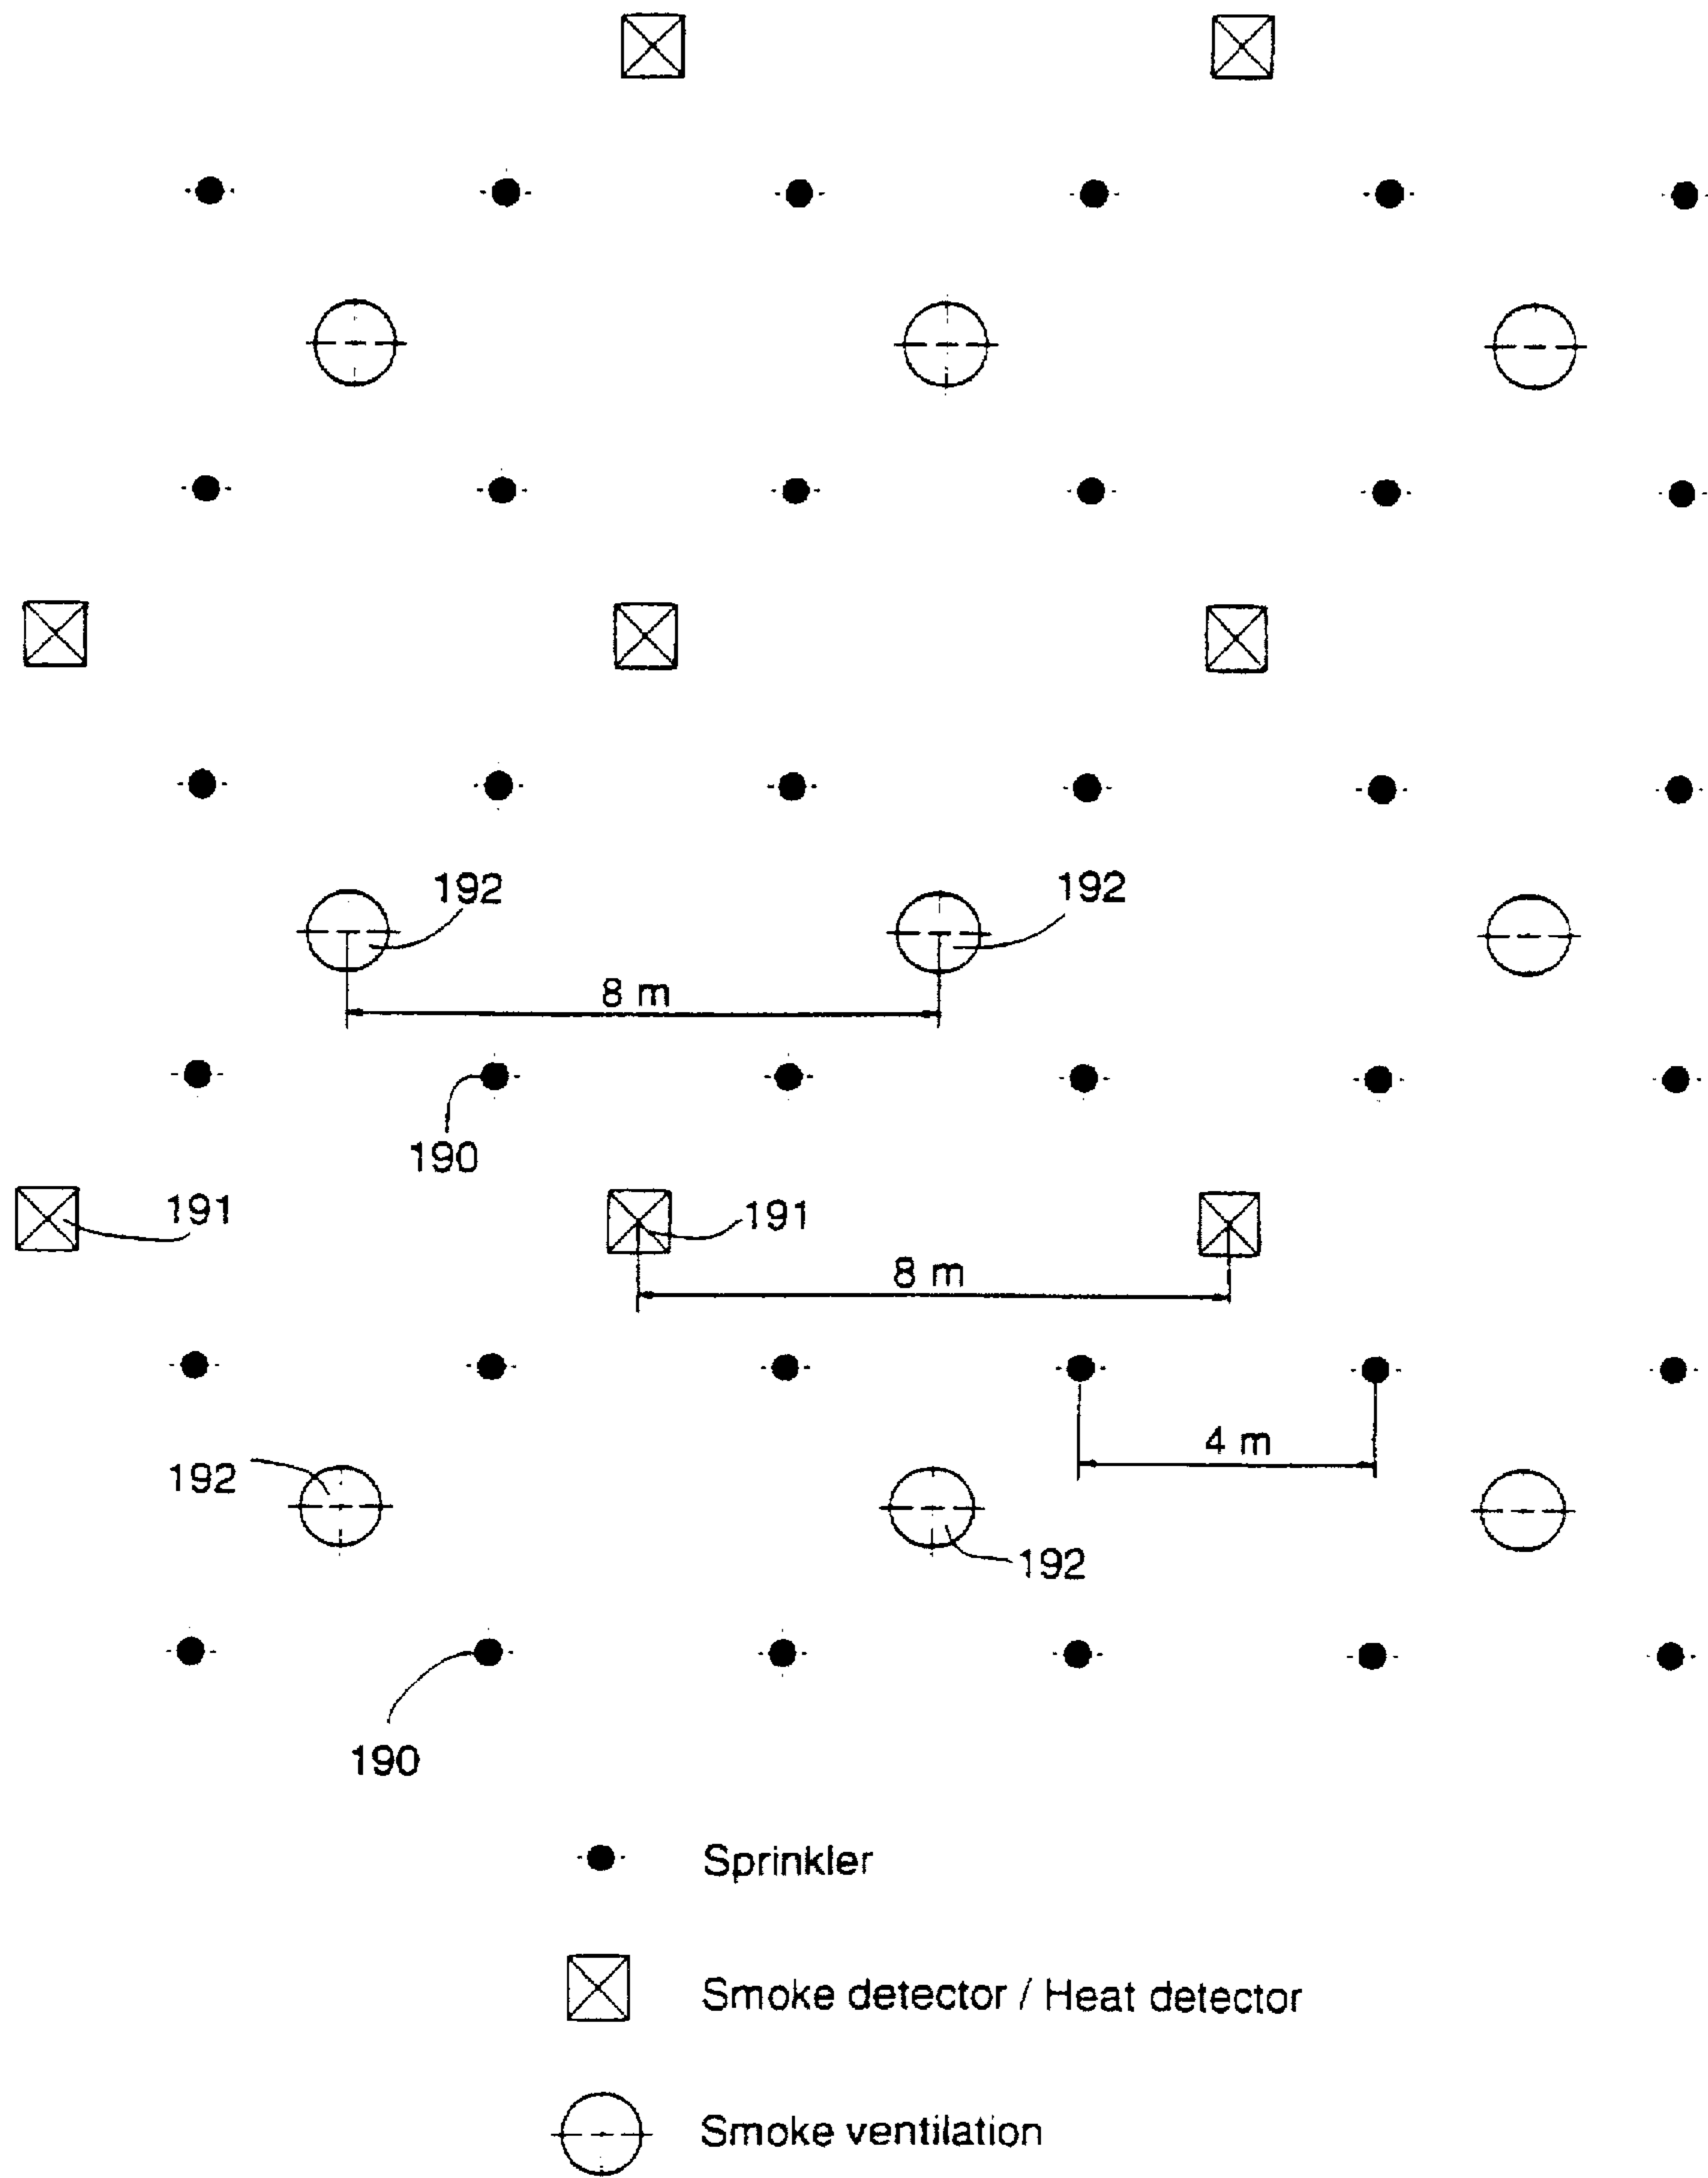 192
192
8 m
190
191
191
8 m
4 m
192
192
190
Sprinkler
Smoke detector / Heat detector
Smoke ventilation